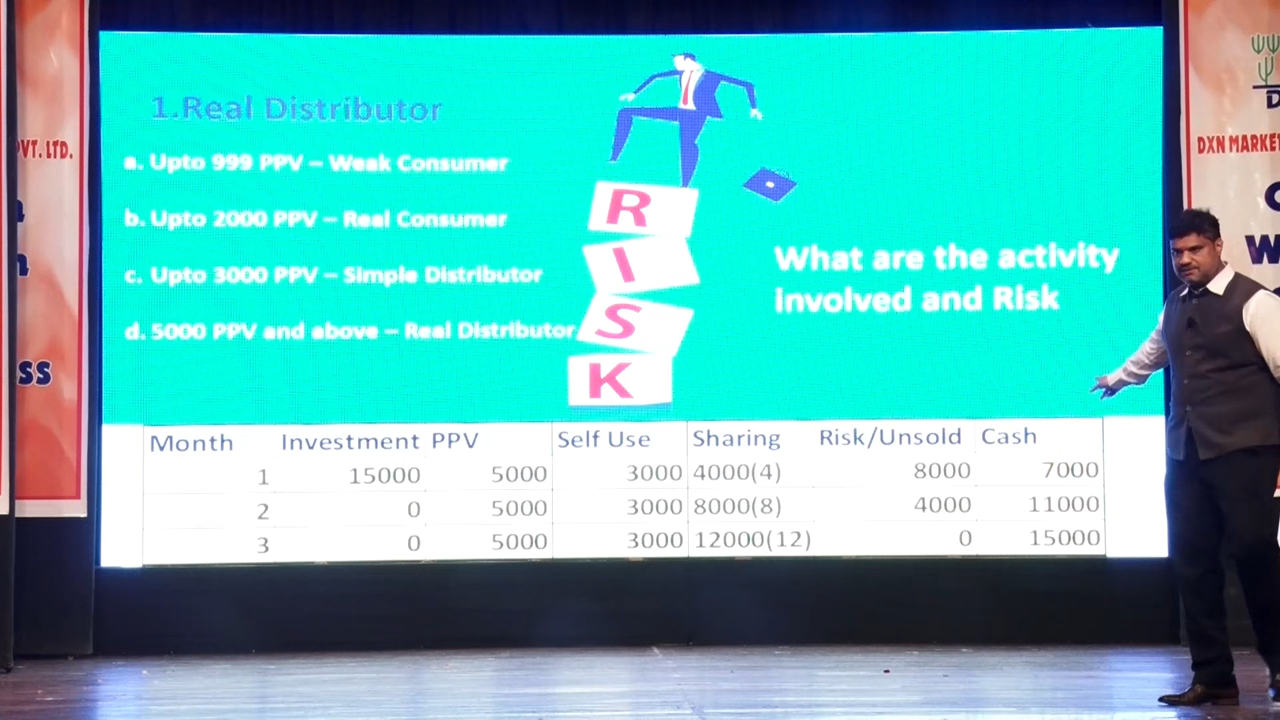 1.Real Distributor
a. Upto 999 PPV – Weak Consumer
b. Upto 2000 PPV – Real Consumer
c. Upto 3000 PPV – Simple Distributor
d. 5000 PPV and above – Real Distributor
R
I
S
K
What are the activity
involved and Risk
Month Investment PPV Self Use Sharing Risk/Unsold Cash
1 15000 5000 3000 4000(4) 8000 7000
2 0 5000 3000 8000(8) 4000 11000
3 0 5000 3000 12000(12) 0 15000
VT. LTD.
SS
D
DXN MARKET
W